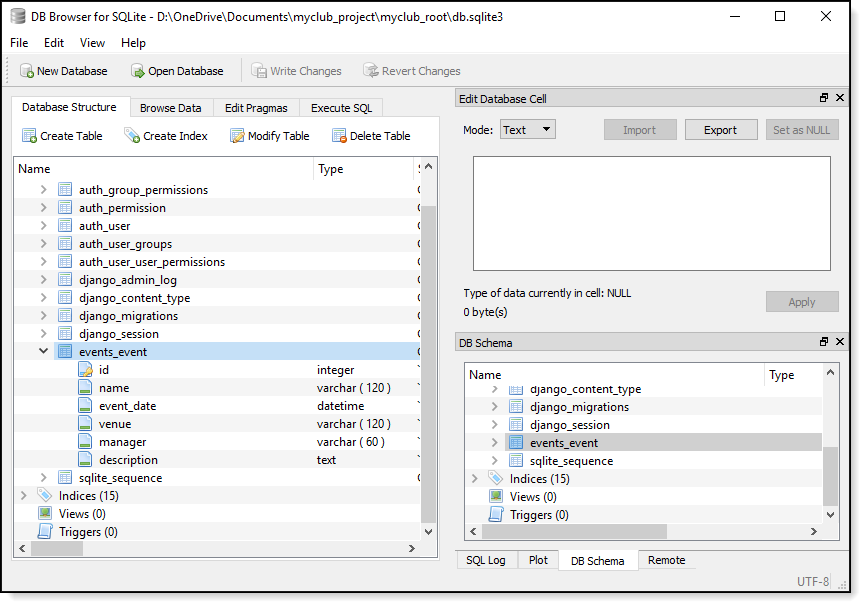 DB Browser for SQLite - D:\OneDrive\Documents\myclub_project\myclub_root\db.sqlite3
File Edit View Help
New Database Open Database Write Changes Revert Changes
Database Structure Browse Data Edit Pragmas Execute SQL
Create Table Create Index Modify Table Delete Table
Name Type
auth_group_permissions
auth_permission
auth_user
auth_user_groups
auth_user_user_permissions
django_admin_log
django_content_type
django_migrations
django_session
events_event
id integer
name varchar ( 120 )
event_date datetime
venue varchar ( 120 )
manager varchar ( 60 )
description text
sqlite_sequence
Indices (15)
Views (0)
Triggers (0)
Edit Database Cell
Mode: Text Import Export Set as NULL
Type of data currently in cell: NULL
0 byte(s)
Apply
DB Schema
Name Type
django_content_type
django_migrations
django_session
events_event
sqlite_sequence
Indices (15)
Views (0)
Triggers (0)
SQL Log Plot DB Schema Remote
UTF-8